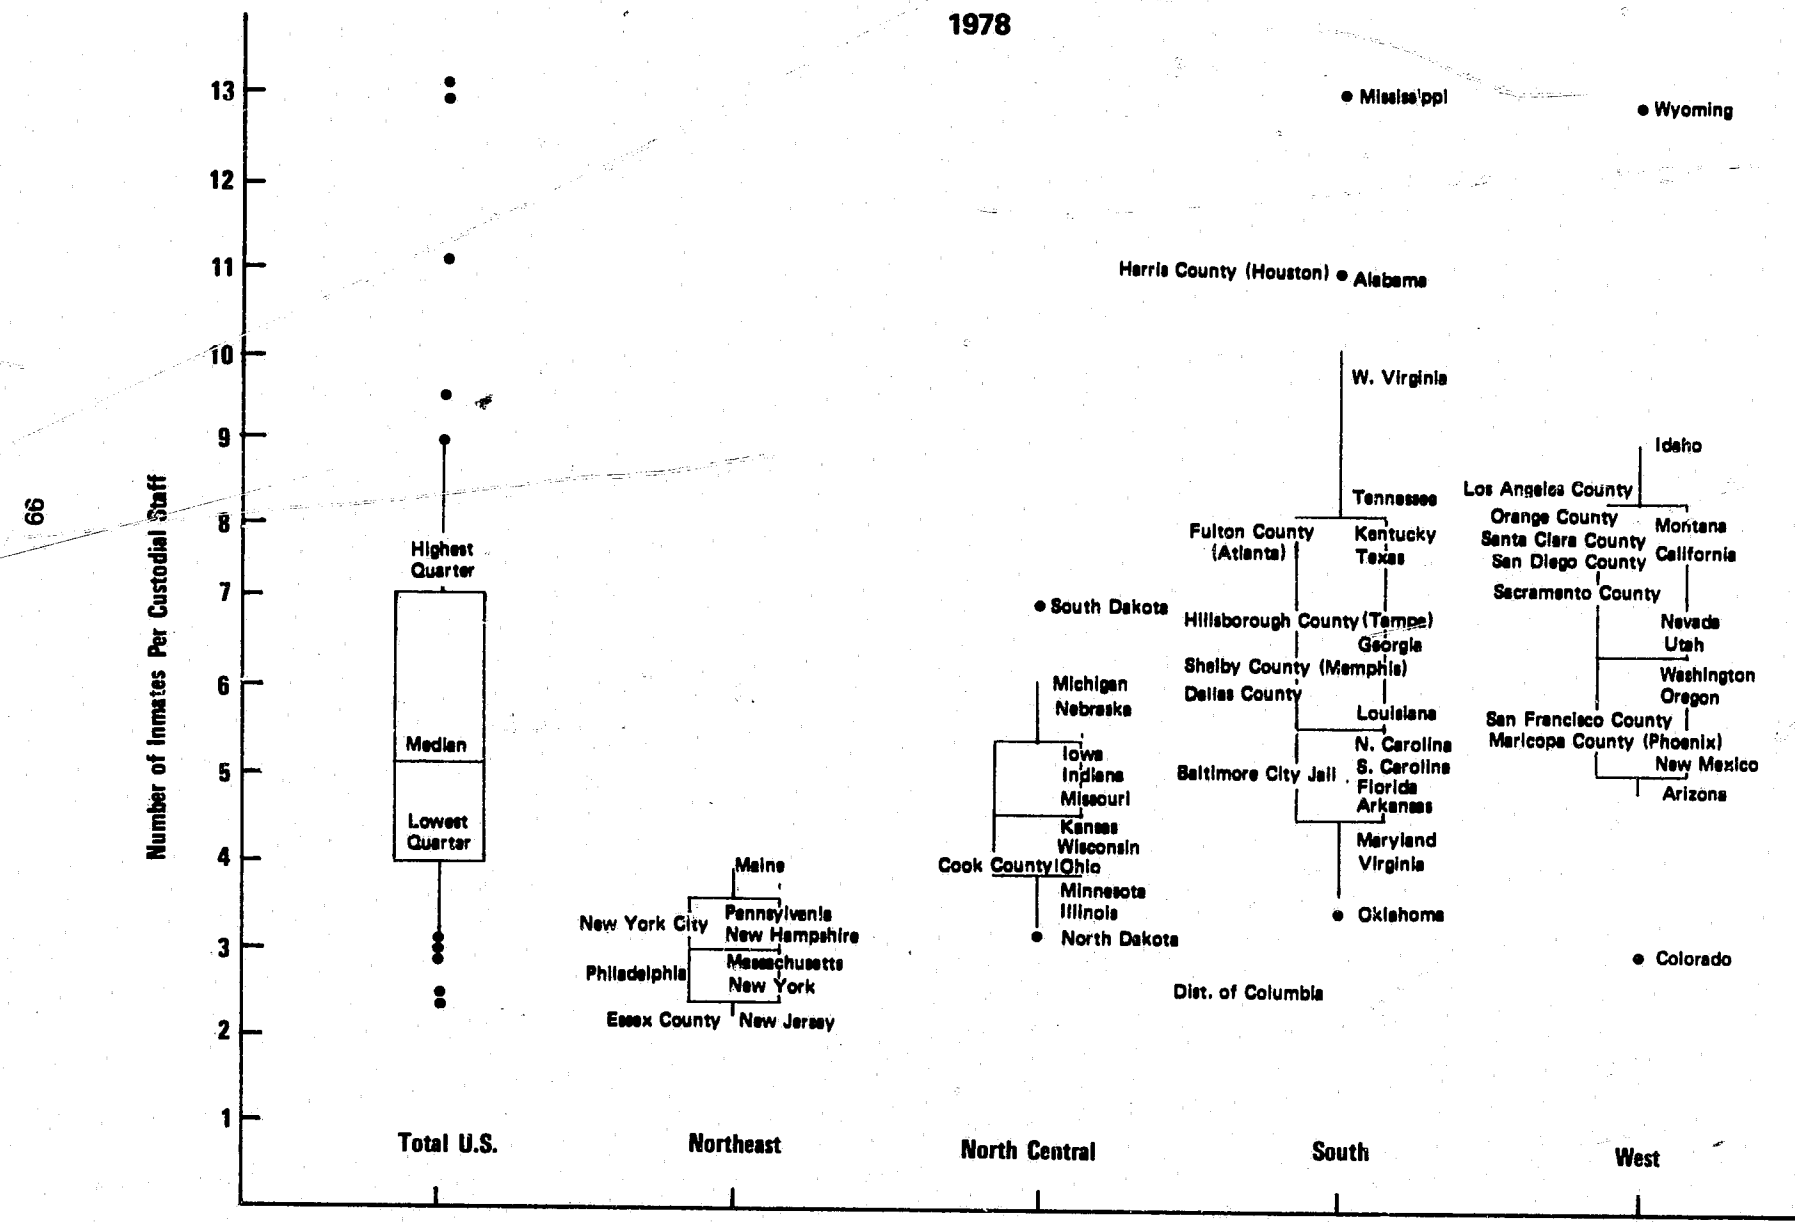 1978
13
12
11
10
9
8
7
6
5
4
3
2
1
Number of Inmates Per Custodial Staff
66
Highest
Quarter
Median
Lowest
Quarter
Total U.S.
Maine
New York City
Pennsylvania
New Hampshire
Philadelphia
Massachusetts
New York
Essex County
New Jersey
Northeast
South Dakota
Michigan
Nebraska
Iowa
Indiana
Missouri
Kansas
Wisconsin
Cook County Ohio
Minnesota
Illinois
North Dakota
North Central
Mississippi
Harris County (Houston)
Alabama
W. Virginia
Tennessee
Fulton County
(Atlanta)
Kentucky
Texas
Hillsborough County (Tampe)
Georgia
Shelby County (Memphis)
Dallas County
Louisiana
N. Carolina
S. Carolina
Baltimore City Jail
Florida
Arkansas
Maryland
Virginia
Oklahoma
Dist. of Columbia
South
Wyoming
Idaho
Los Angeles County
Orange County
Montana
Santa Clara County
California
San Diego County
Sacramento County
Nevada
Utah
Washington
Oregon
San Francisco County
Maricopa County (Phoenix)
New Mexico
Arizona
Colorado
West